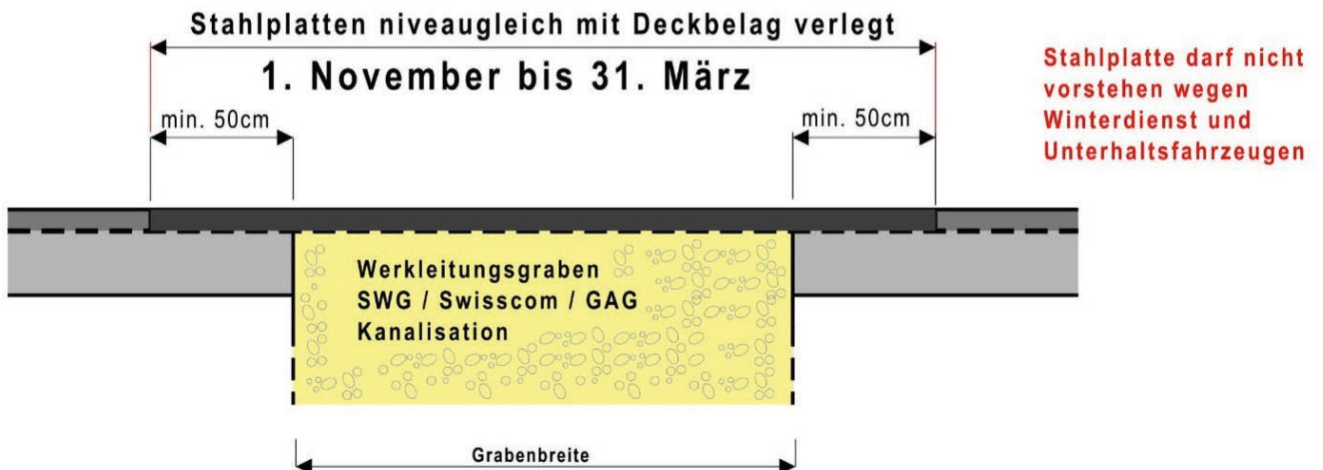 Stahlplatten niveaugleich mit Deckbelag verlegt
1. November bis 31. März
min. 50cm
min. 50cm
Stahlplatte darf nicht
vorstehen wegen
Winterdienst und
Unterhaltsfahrzeugen
Werkleitungsgraben
SWG / Swisscom / GAG
Kanalisation
Grabenbreite